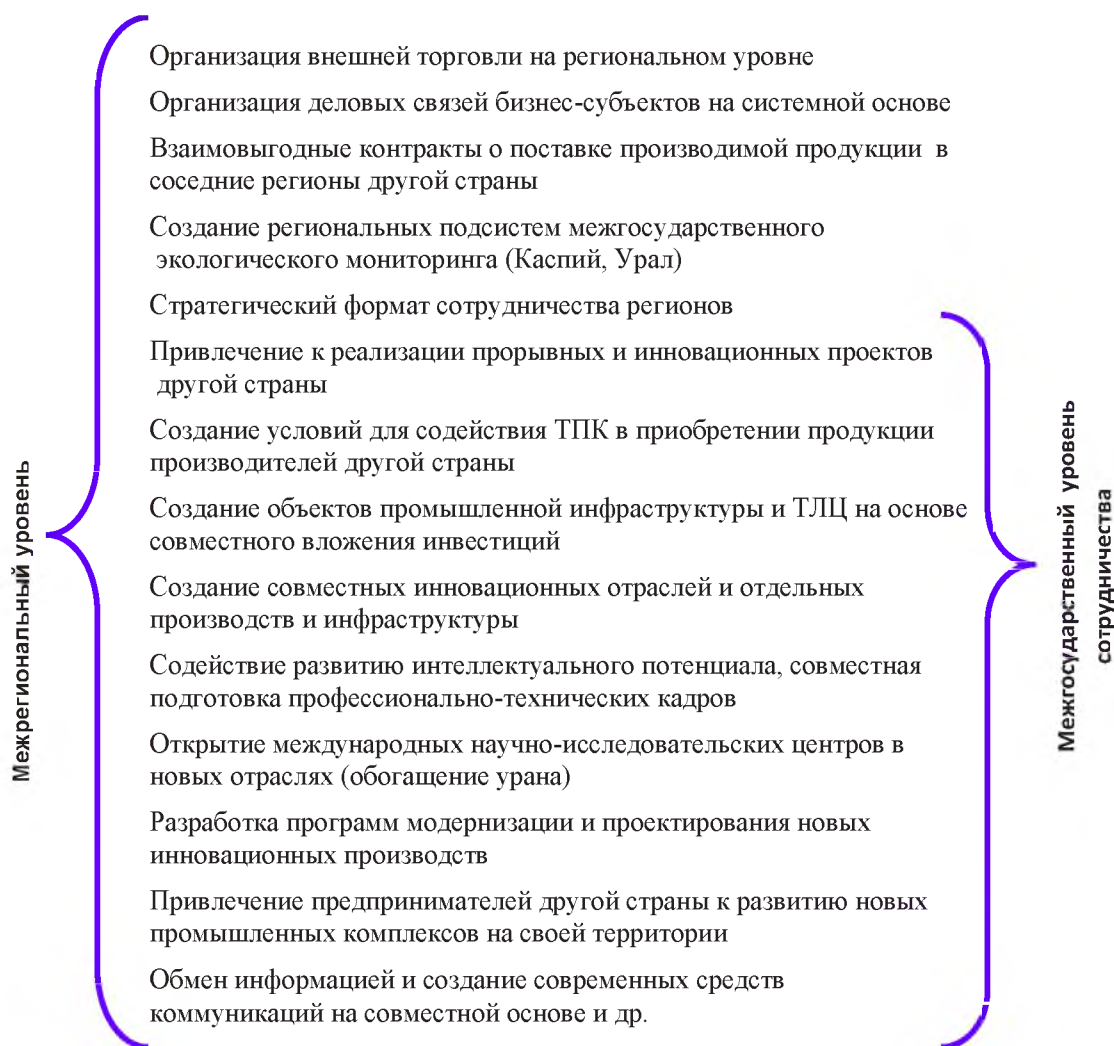 Организация внешней торговли на региональном уровне
Организация деловых связей бизнес-субъектов на системной основе
Взаимовыгодные контракты о поставке производимой продукции в
соседние регионы другой страны
Создание региональных подсистем межгосударственного
экологического мониторинга (Каспий, Урал)
Стратегический формат сотрудничества регионов
Привлечение к реализации прорывных и инновационных проектов
другой страны
Создание условий для содействия ТПК в приобретении продукции
производителей другой страны
Создание объектов промышленной инфраструктуры и ТЛЦ на основе
совместного вложения инвестиций
Создание совместных инновационных отраслей и отдельных
производств и инфраструктуры
Содействие развитию интеллектуального потенциала, совместная
подготовка профессионально-технических кадров
Открытие международных научно-исследовательских центров в
новых отраслях (обогащение урана)
Разработка программ модернизации и проектирования новых
инновационных производств
Привлечение предпринимателей другой страны к развитию новых
промышленных комплексов на своей территории
Обмен информацией и создание современных средств
коммуникаций на совместной основе и др.
Межрегиональный уровень
Межгосударственный уровень
сотрудничества